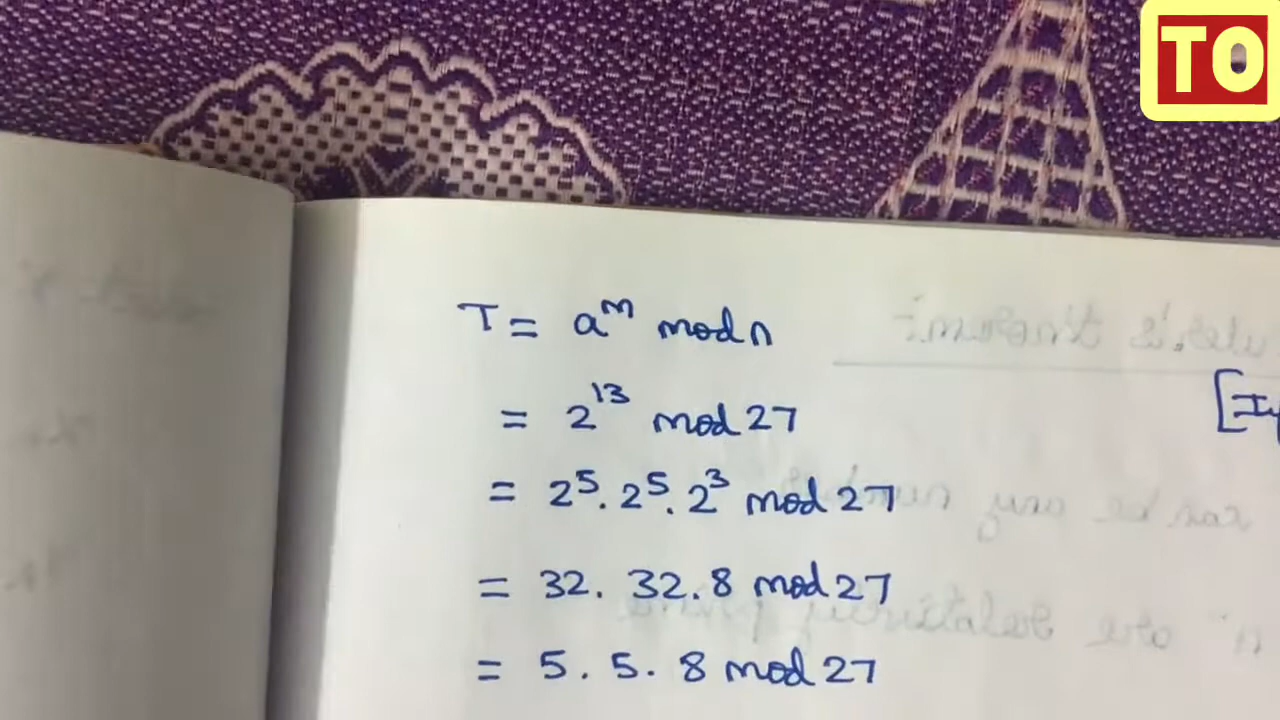 TO
T = a^m mod n
= 2^13 mod 27
= 2^5 . 2^5 . 2^3 mod 27
= 32 . 32 . 8 mod 27
= 5 . 5 . 8 mod 27